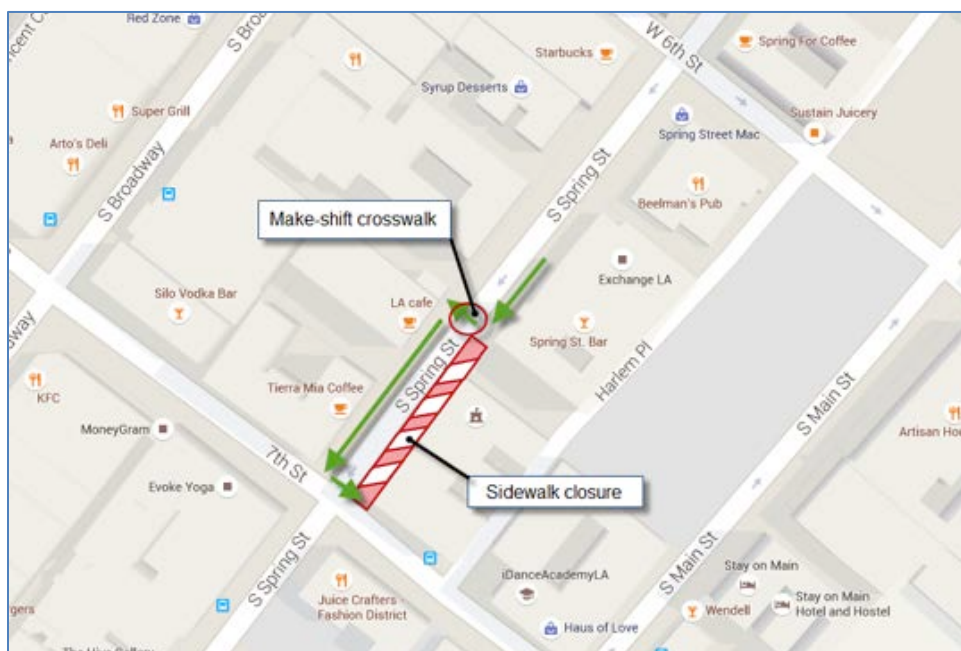 Red Zone
S Br
Starbucks
W 6th St
Spring For Coffee
Syrup Desserts
Super Grill
Sustain Juicery
Spring Street Mac
Arto's Deli
S Spring St
Beelman's Pub
S Broadway
Make-shift crosswalk
Exchange LA
Silo Vodka Bar
LA cafe
Spring St. Bar
S Spring St
Harlem Pl
KFC
Tierra Mia Coffee
S Main St
MoneyGram
Artisan Hou
7th St
Evoke Yoga
Sidewalk closure
S Spring St
S Main St
iDanceAcademyLA
Stay on Main
Juice Crafters -
Fashion District
Stay on Main
Hotel and Hostel
Wendell
gers
Haus of Love